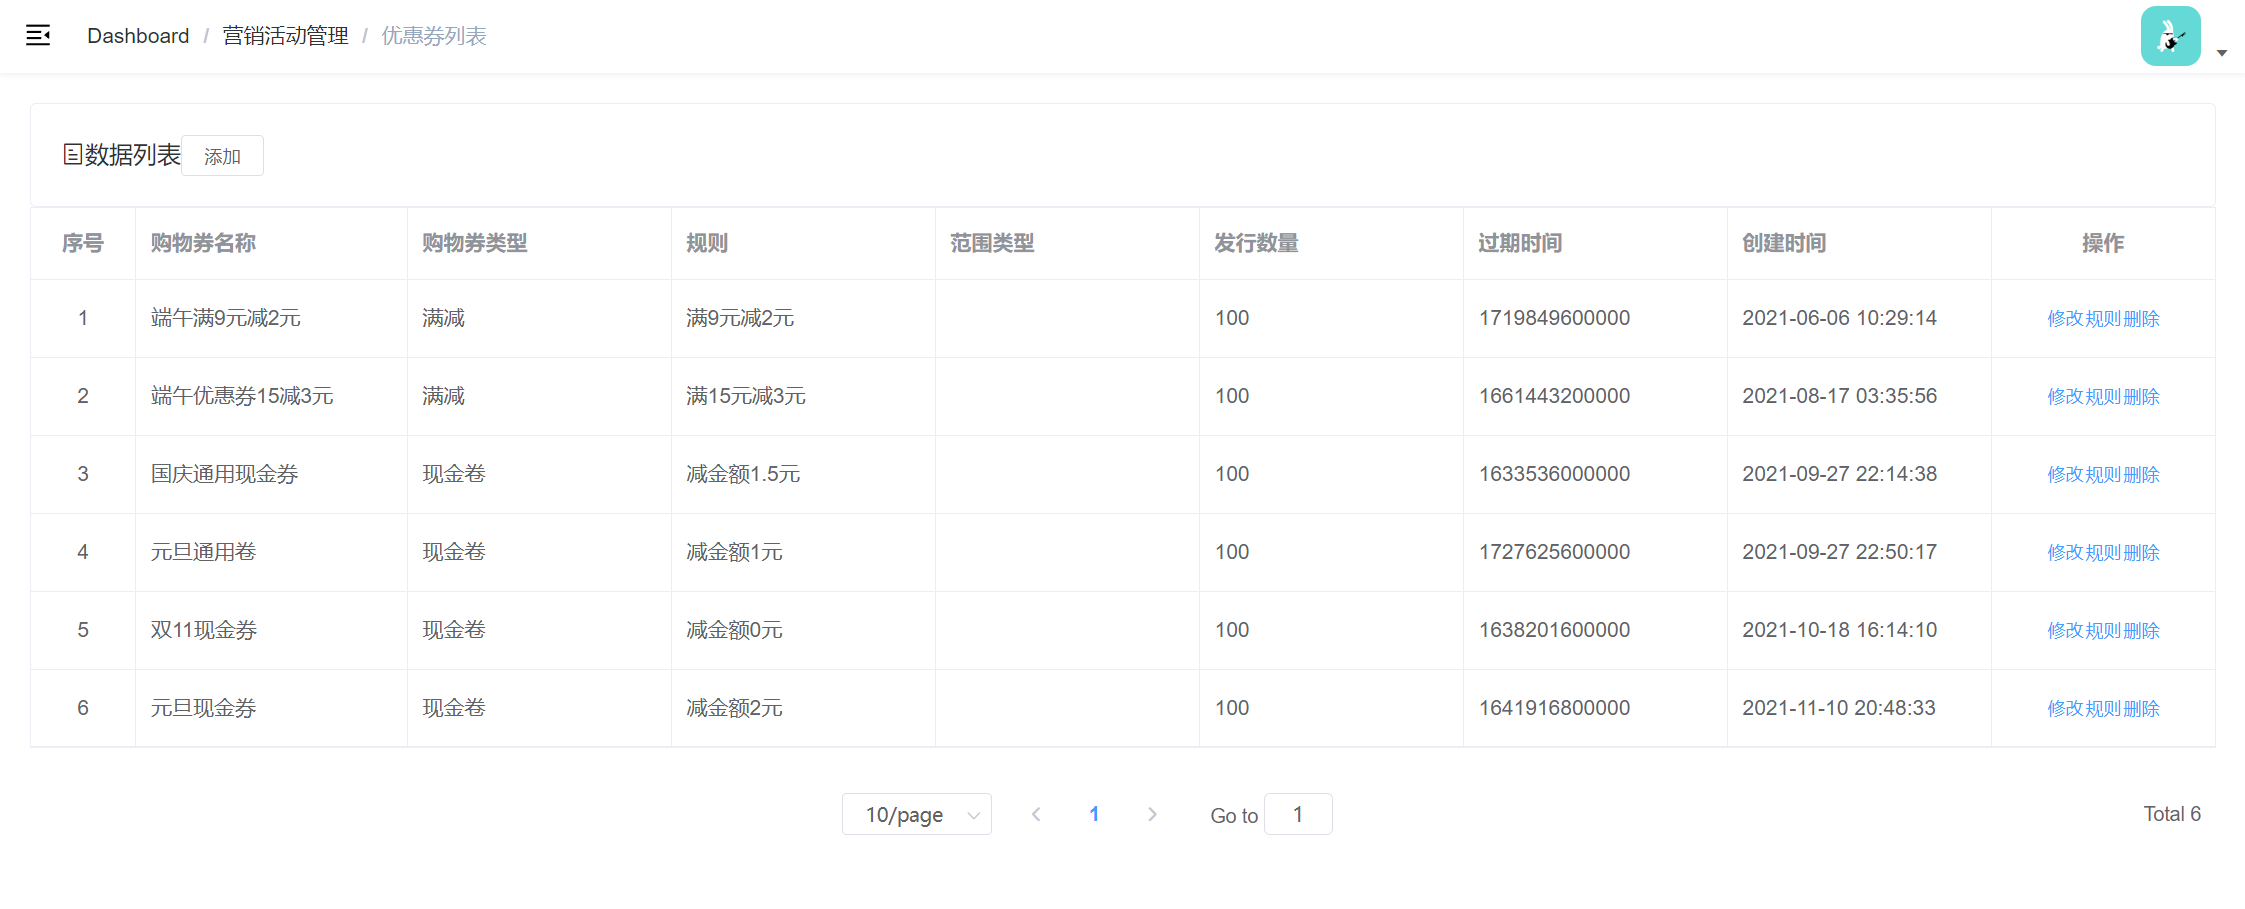 Dashboard / 营销活动管理 / 优惠券列表
数据列表 添加
序号 购物券名称 购物券类型 规则 范围类型 发行数量 过期时间 创建时间 操作
1 端午满9元减2元 满减 满9元减2元 100 1719849600000 2021-06-06 10:29:14 修改规则删除
2 端午优惠券15减3元 满减 满15元减3元 100 1661443200000 2021-08-17 03:35:56 修改规则删除
3 国庆通用现金券 现金卷 减金额1.5元 100 1633536000000 2021-09-27 22:14:38 修改规则删除
4 元旦通用卷 现金卷 减金额1元 100 1727625600000 2021-09-27 22:50:17 修改规则删除
5 双11现金券 现金卷 减金额0元 100 1638201600000 2021-10-18 16:14:10 修改规则删除
6 元旦现金券 现金卷 减金额2元 100 1641916800000 2021-11-10 20:48:33 修改规则删除
10/page 1 Go to 1 Total 6